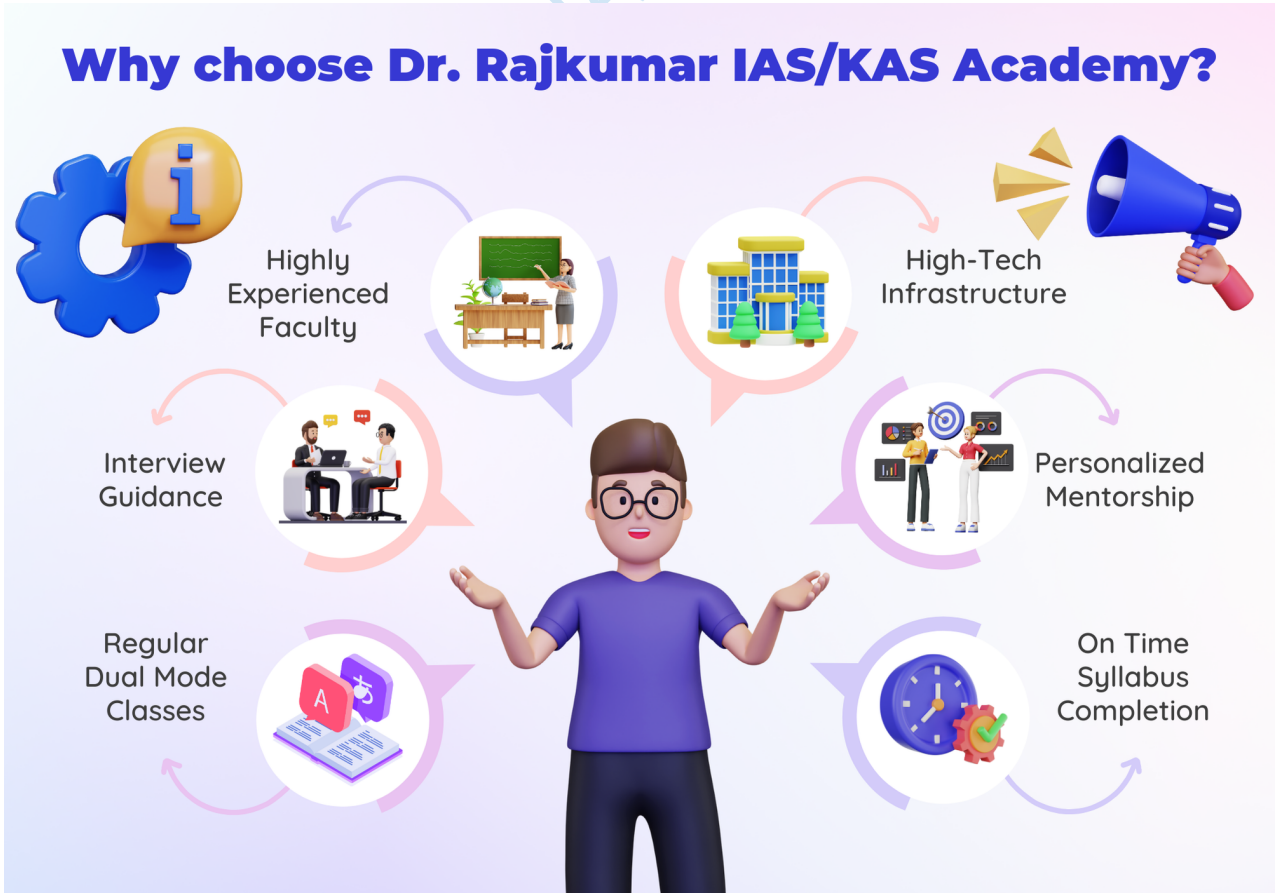 Why choose Dr. Rajkumar IAS/KAS Academy?
i
Highly
Experienced
Faculty
High-Tech
Infrastructure
Interview
Guidance
Personalized
Mentorship
Regular
Dual Mode
Classes
A
あ
On Time
Syllabus
Completion